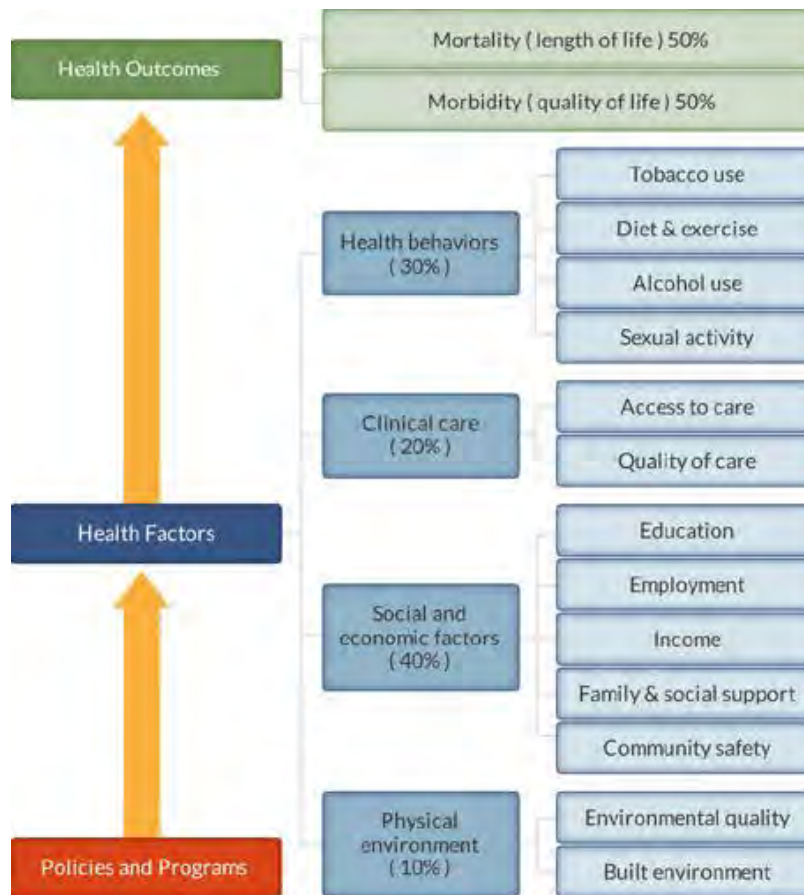 Health Outcomes
Mortality ( length of life ) 50%
Morbidity ( quality of life ) 50%
Health behaviors
( 30% )
Tobacco use
Diet & exercise
Alcohol use
Sexual activity
Clinical care
( 20% )
Access to care
Quality of care
Health Factors
Social and
economic factors
( 40% )
Education
Employment
Income
Family & social support
Community safety
Physical
environment
( 10% )
Environmental quality
Built environment
Policies and Programs